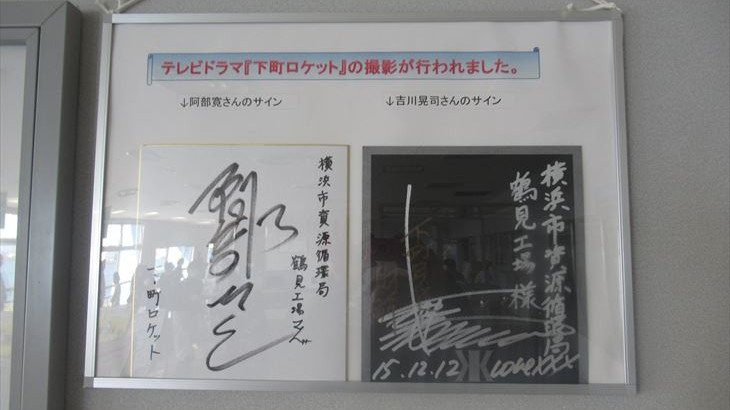 テレビドラマ『下町ロケット』の撮影が行われました。
↓阿部寛さんのサイン
↓吉川晃司さんのサイン
横浜市資源循環局
鶴見工場さん江
下町ロケット
横浜市資源循環局
鶴見工場様
15.12.12
LOVE XXX